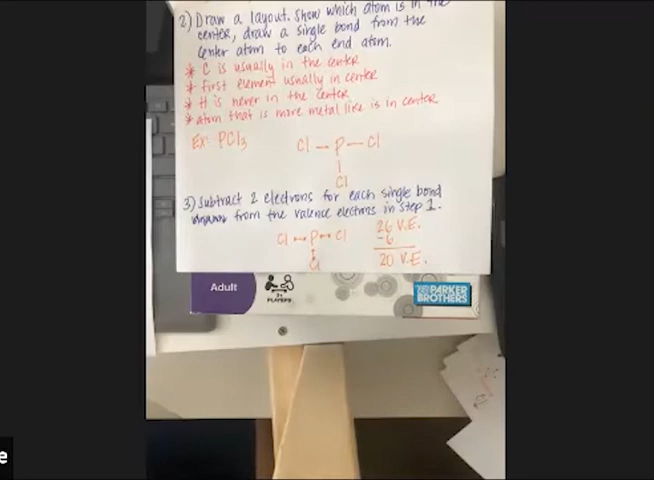 2) Draw a layout. Show which atom is in the
center, draw a single bond from the
center atom to each end atom.
* C is usually in the center
* first element usually in center
* H is never in the center
* atom that is more metal like is in center
Ex: PCl3
Cl - P - Cl
Cl
3) Subtract 2 electrons for each single bond
from the valence electrons in Step 1.
Cl P Cl
Cl
26 V.E.
-6
20 V.E.
Adult
2+
PLAYERS
PARKER
BROTHERS
e